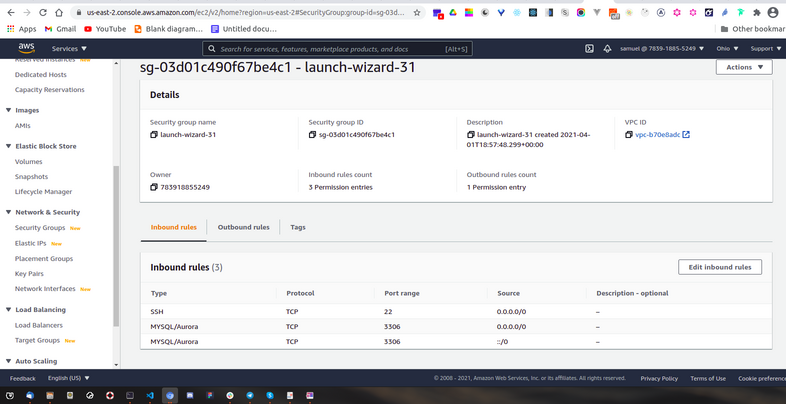 us-east-2.console.aws.amazon.com/ec2/v2/home?region=us-east-2#SecurityGroup:group-id=sg-03d...
Apps Gmail YouTube Blank diagram... Untitled docu... Other bookmar
aws Services Search for services, features, marketplace products, and docs [Alt+S] samuel @ 7839-1885-5249 Ohio Support
Reserved Instances New
Dedicated Hosts
Capacity Reservations
Images
AMIs
Elastic Block Store
Volumes
Snapshots
Lifecycle Manager
Network & Security
Security Groups New
Elastic IPs New
Placement Groups
Key Pairs
Network Interfaces New
Load Balancing
Load Balancers
Target Groups New
Auto Scaling
sg-03d01c490f67be4c1 - launch-wizard-31
Actions
Details
Security group name Security group ID Description VPC ID
launch-wizard-31 sg-03d01c490f67be4c1 launch-wizard-31 created 2021-04- vpc-b70e8adc
01T18:57:48.299+00:00
Owner Inbound rules count Outbound rules count
783918855249 3 Permission entries 1 Permission entry
Inbound rules Outbound rules Tags
Inbound rules (3) Edit inbound rules
Type Protocol Port range Source Description - optional
SSH TCP 22 0.0.0.0/0 –
MYSQL/Aurora TCP 3306 0.0.0.0/0 –
MYSQL/Aurora TCP 3306 ::/0 –
Feedback English (US) © 2008 - 2021, Amazon Web Services, Inc. or its affiliates. All rights reserved. Privacy Policy Terms of Use Cookie preference